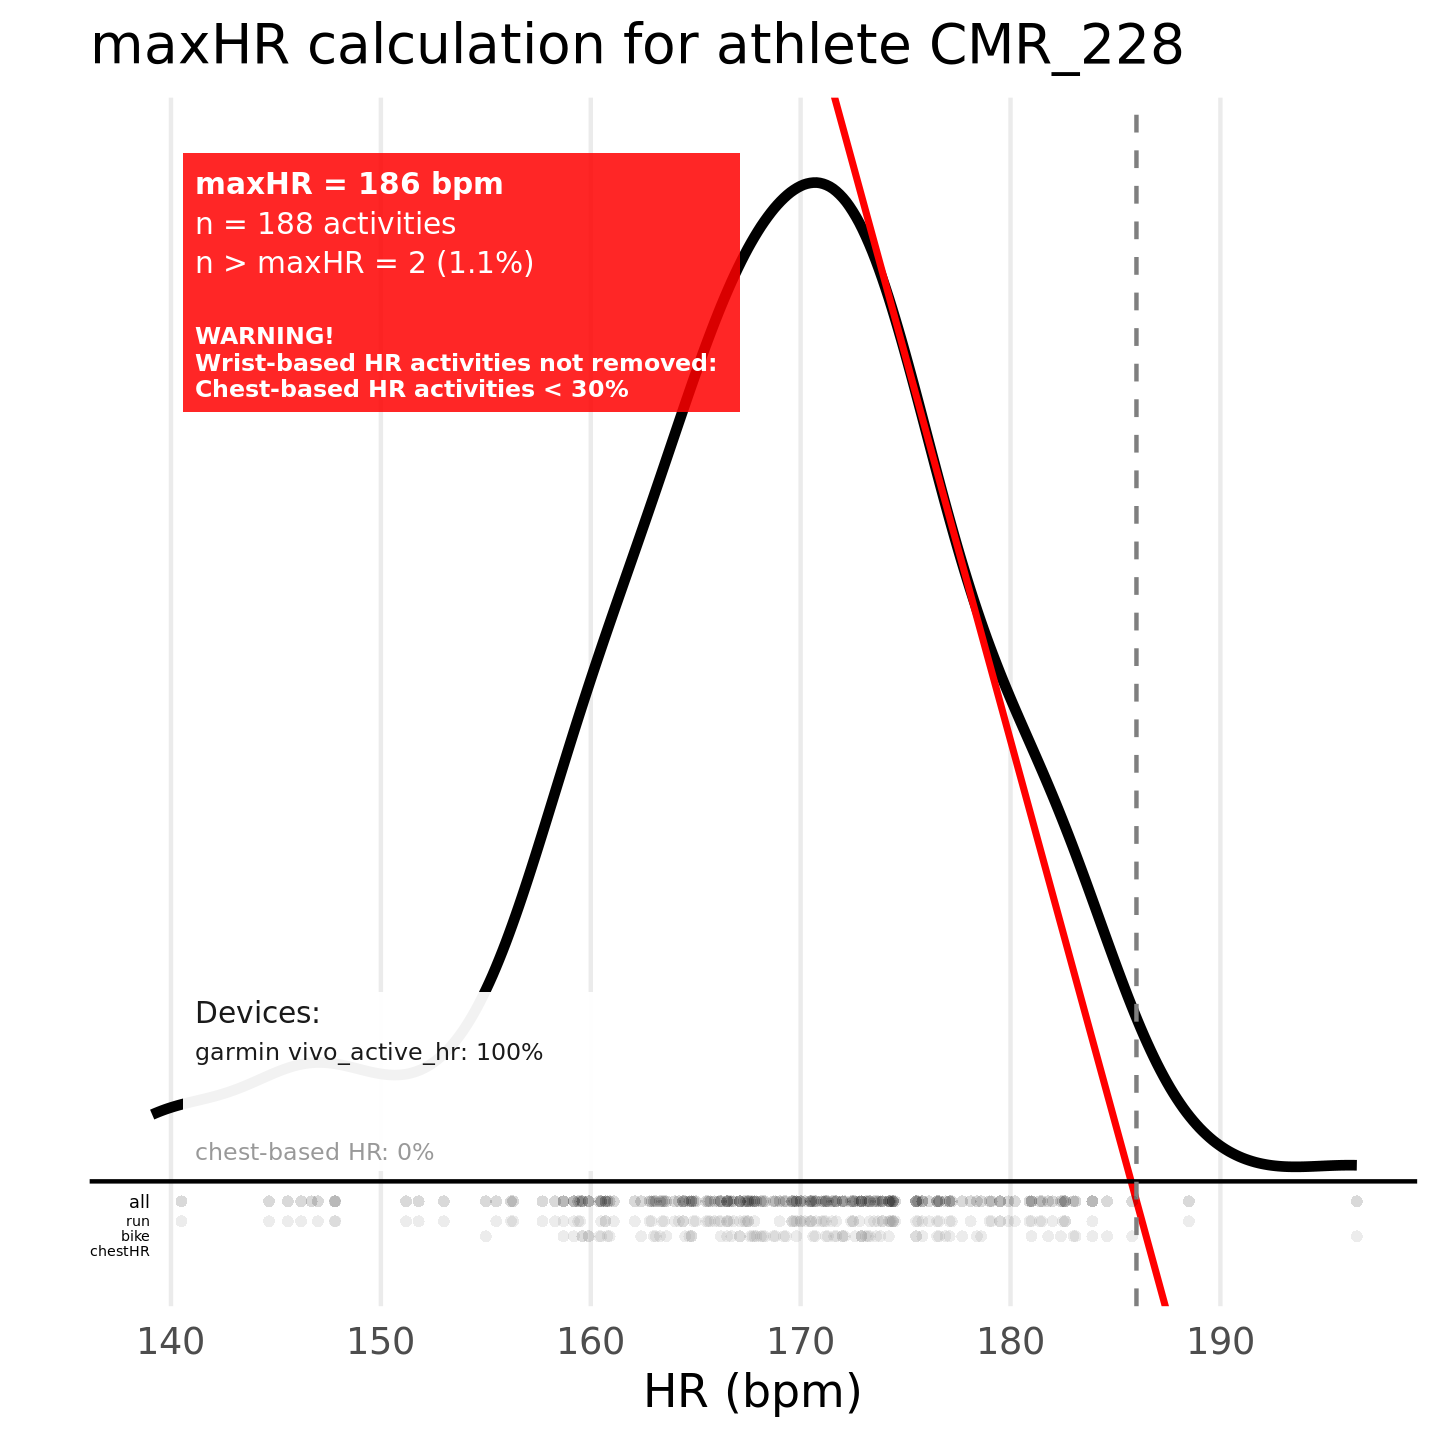 maxHR calculation for athlete CMR_228
maxHR = 186 bpm
n = 188 activities
n > maxHR = 2 (1.1%)
WARNING!
Wrist-based HR activities not removed:
Chest-based HR activities < 30%
Devices:
garmin vivo_active_hr: 100%
chest-based HR: 0%
all
run
bike
chestHR
140 150 160 170 180 190
HR (bpm)